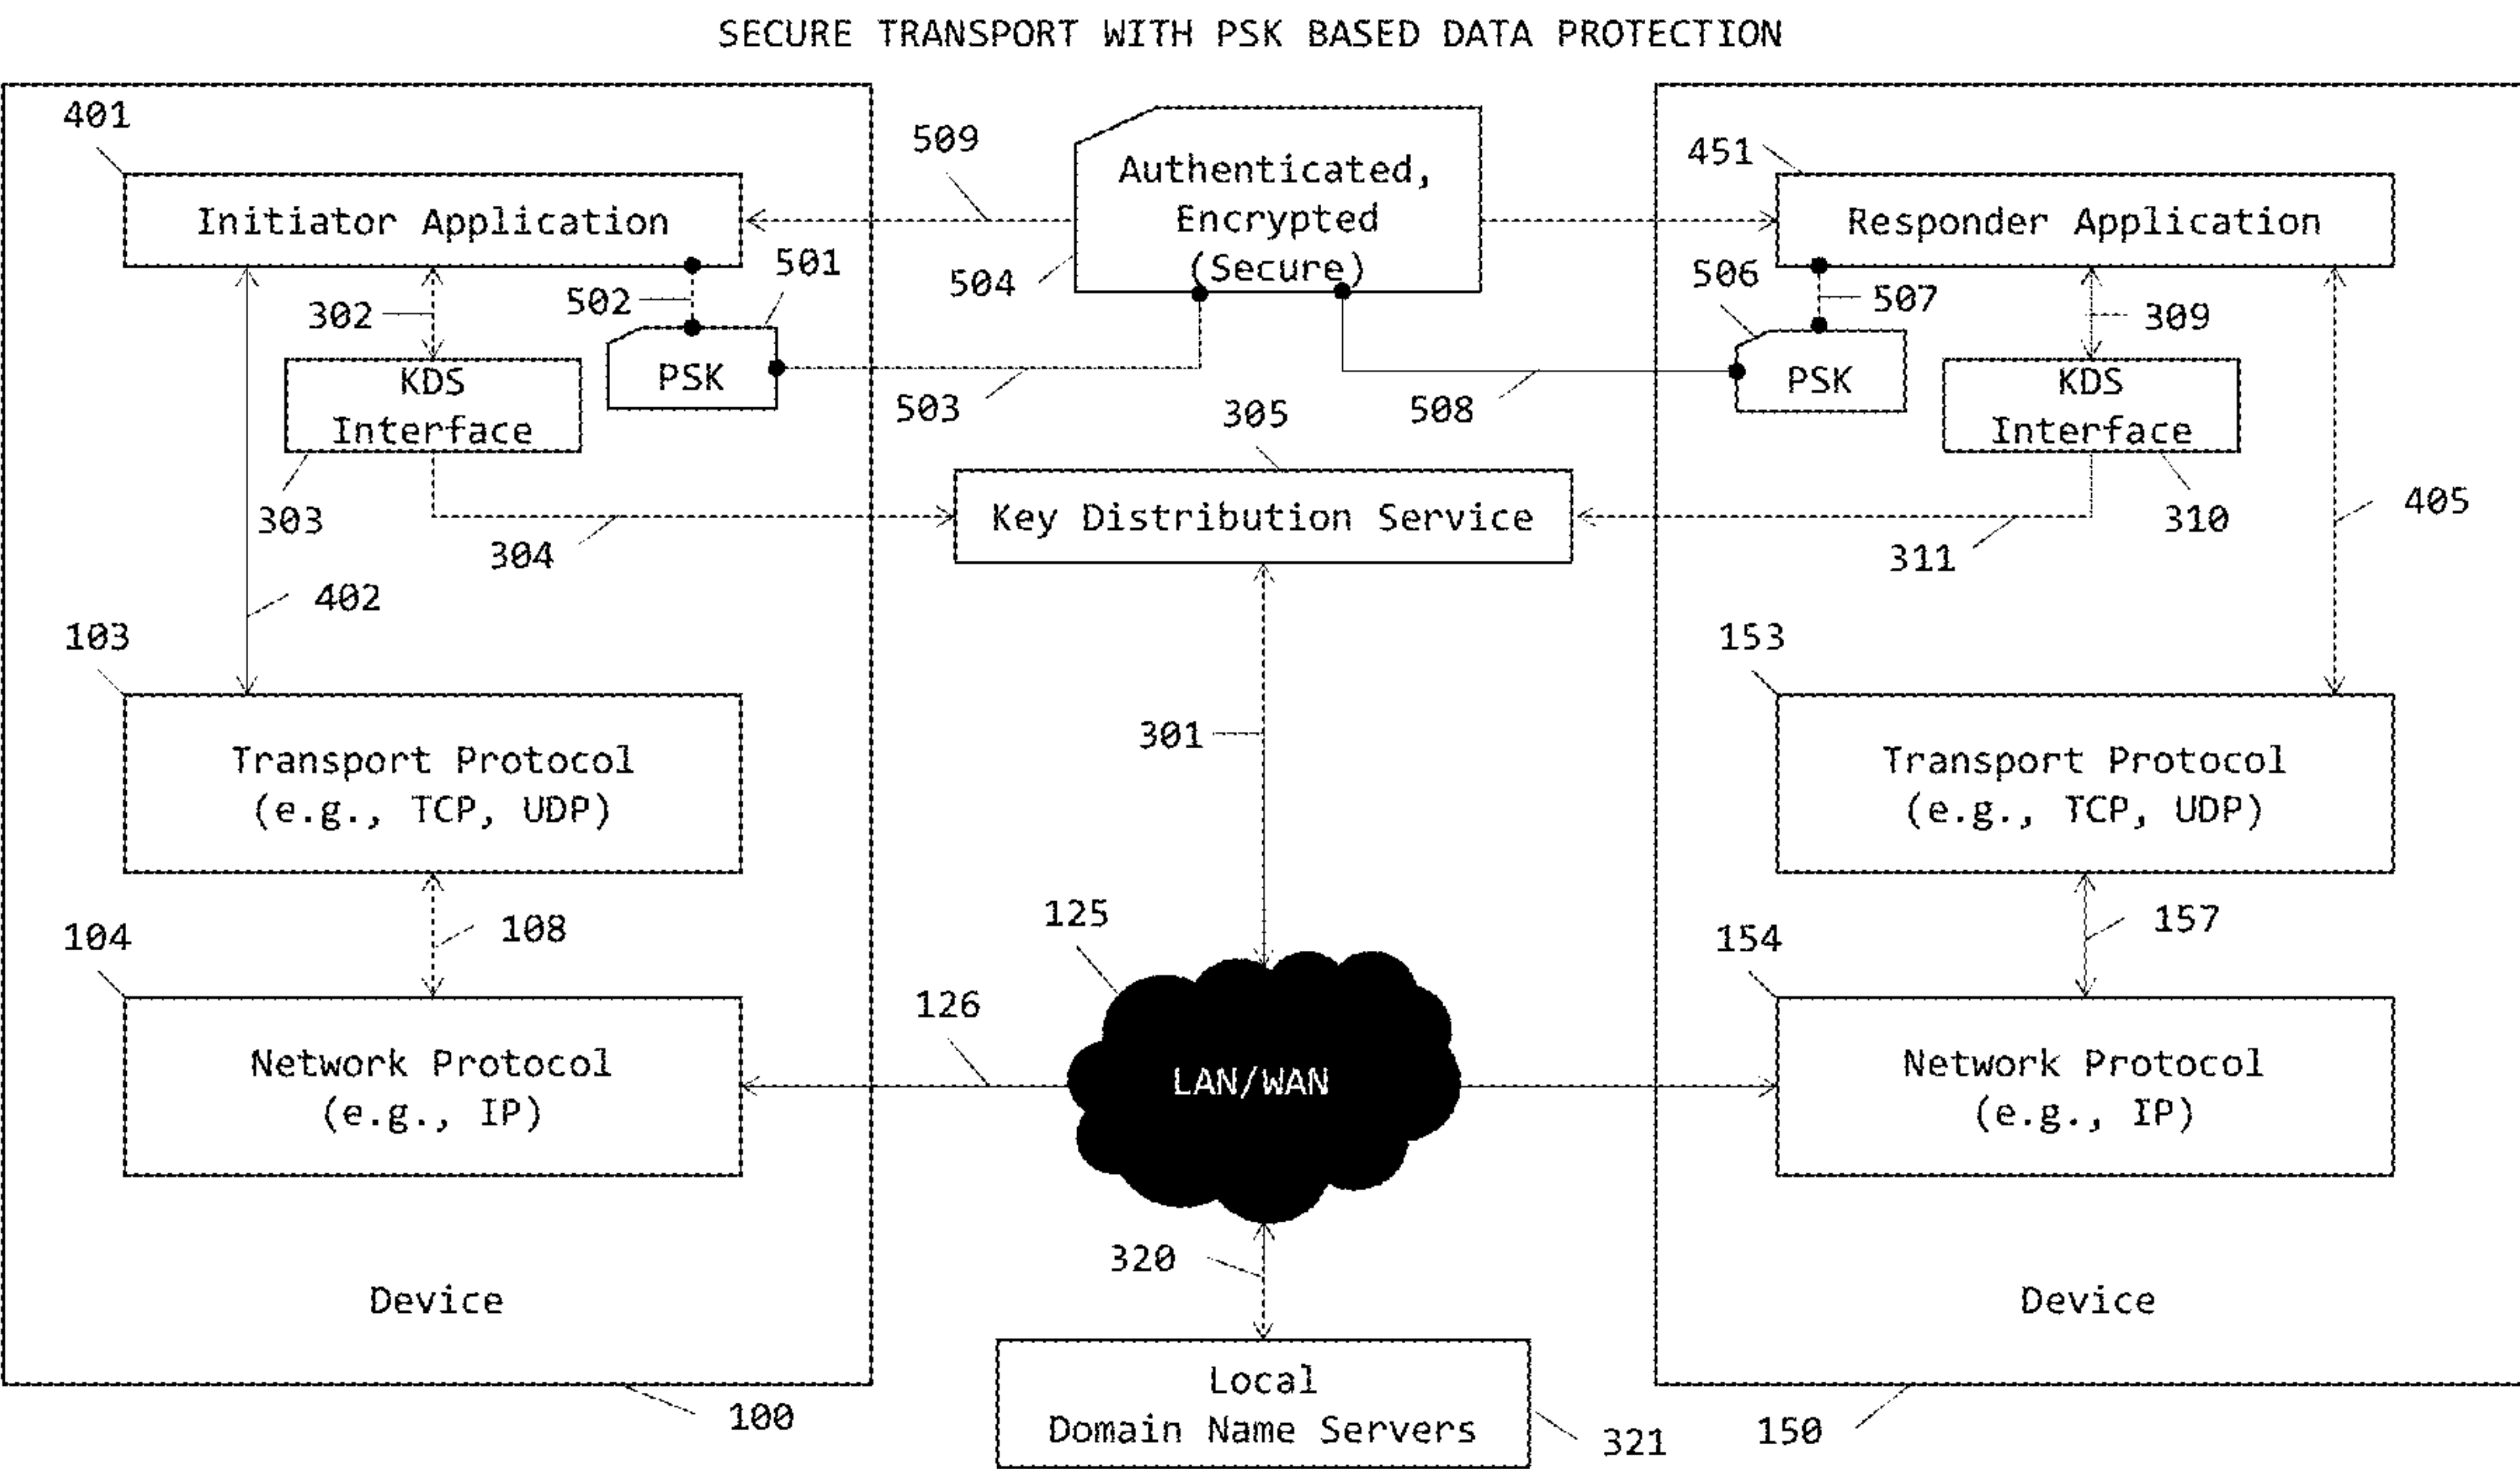 SECURE TRANSPORT WITH PSK BASED DATA PROTECTION
401
509
Authenticated,
Encrypted
(Secure)
504
451
Initiator Application
Responder Application
501
502
302
506
507
309
KDS
Interface
PSK
PSK
KDS
Interface
503
305
508
303
304
Key Distribution Service
311
310
405
402
103
153
301
Transport Protocol
(e.g., TCP, UDP)
Transport Protocol
(e.g., TCP, UDP)
108
125
157
104
154
126
Network Protocol
(e.g., IP)
LAN/WAN
Network Protocol
(e.g., IP)
320
Device
Device
Local
Domain Name Servers
100
321
150